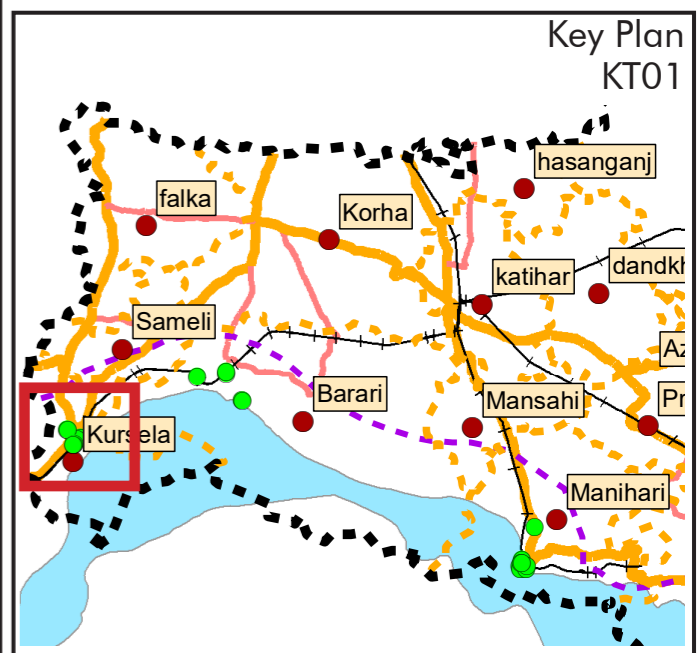 Key Plan
KT01
hasanganj
falka
Korha
dandkh
katihar
Sameli
Az
Barari
Mansahi
Pr
Kursela
Manihari